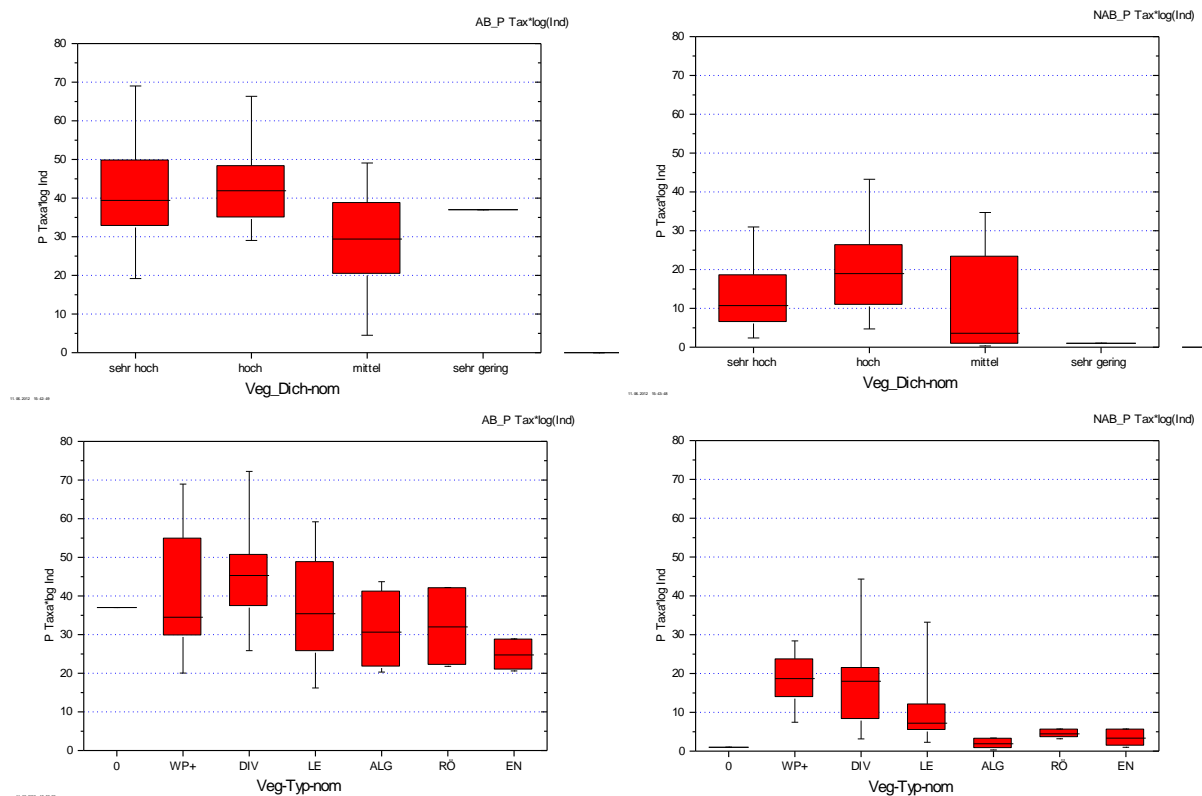 AB_P Tax*log(Ind)
80
70
60
50
40
30
20
10
0
P Taxa*log Ind
sehr hoch hoch mittel sehr gering
Veg_Dich-nom
NAB_P Tax*log(Ind)
80
70
60
50
40
30
20
10
0
P Taxa*log Ind
sehr hoch hoch mittel sehr gering
Veg_Dich-nom
AB_P Tax*log(Ind)
80
70
60
50
40
30
20
10
0
P Taxa*log Ind
0 WP+ DIV LE ALG RÖ EN
Veg-Typ-nom
NAB_P Tax*log(Ind)
80
70
60
50
40
30
20
10
0
P Taxa*log Ind
0 WP+ DIV LE ALG RÖ EN
Veg-Typ-nom